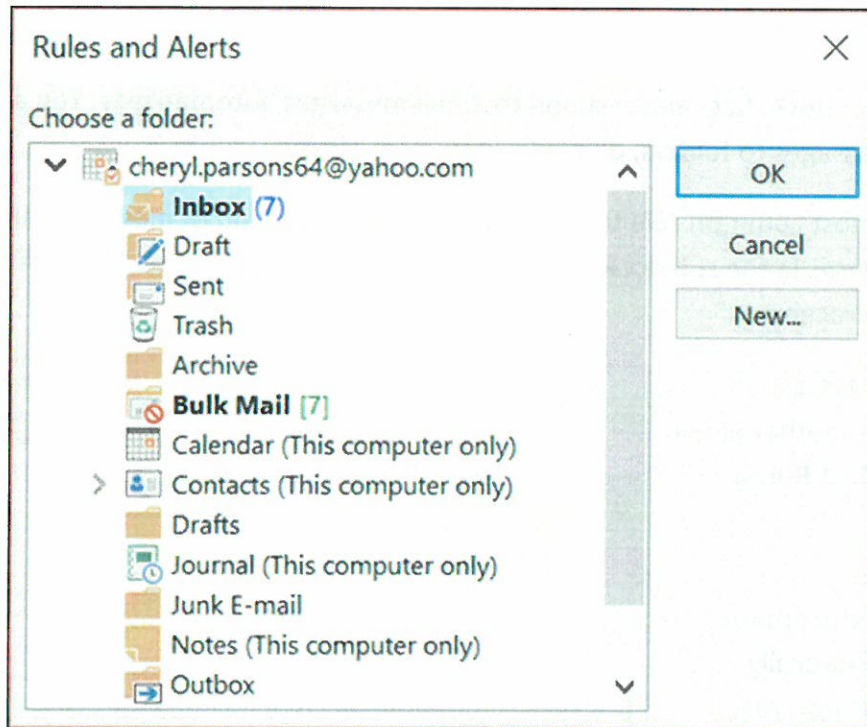 Rules and Alerts
Choose a folder:
cheryl.parsons64@yahoo.com
OK
Inbox (7)
Draft
Cancel
Sent
Trash
New...
Archive
Bulk Mail [7]
Calendar (This computer only)
Contacts (This computer only)
Drafts
Journal (This computer only)
Junk E-mail
Notes (This computer only)
Outbox